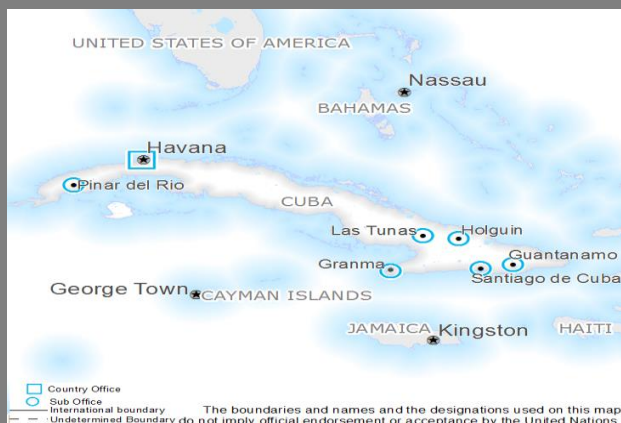 UNITED STATES OF AMERICA
Nassau
BAHAMAS
Havana
Pinar del Rio
CUBA
Las Tunas
Holguin
Granma
Guantanamo
Santiago de Cuba
George Town
CAYMAN ISLANDS
JAMAICA
Kingston
HAITI
Country Office
Sub Office
International boundary
Undetermined Boundary
The boundaries and names and the designations used on this map
do not imply official endorsement or acceptance by the United Nations.